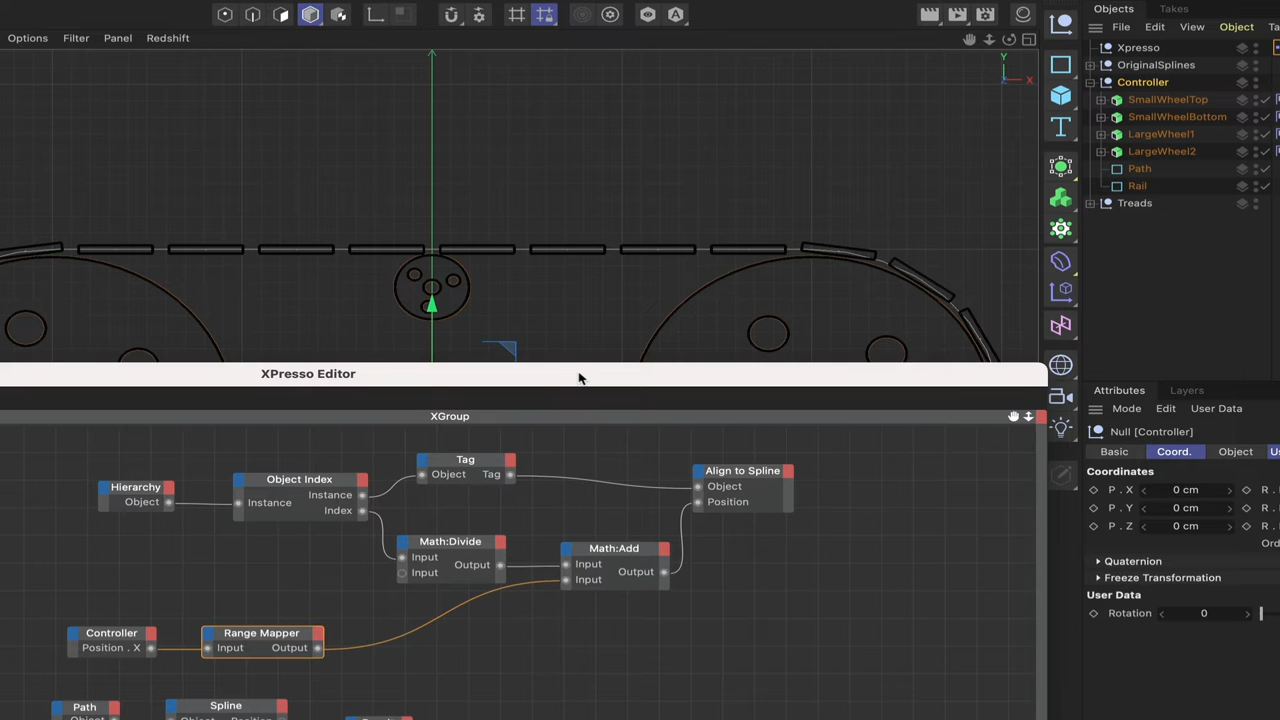 Objects Takes
File Edit View Object Ta
Options Filter Panel Redshift
Y
X
Xpresso
OriginalSplines
Controller
SmallWheelTop
SmallWheelBottom
LargeWheel1
LargeWheel2
Path
Rail
Treads
XPresso Editor
XGroup
Hierarchy
Object
Object Index
Instance
Instance
Index
Tag
Object Tag
Math:Divide
Input
Output
Input
Math:Add
Input
Output
Input
Align to Spline
Object
Position
Controller
Position . X
Range Mapper
Input Output
Path
Spline
Attributes Layers
Mode Edit User Data
Null [Controller]
Basic Coord. Object Us
Coordinates
P . X 0 cm R .
P . Y 0 cm R .
P . Z 0 cm R .
Ord
Quaternion
Freeze Transformation
User Data
Rotation 0